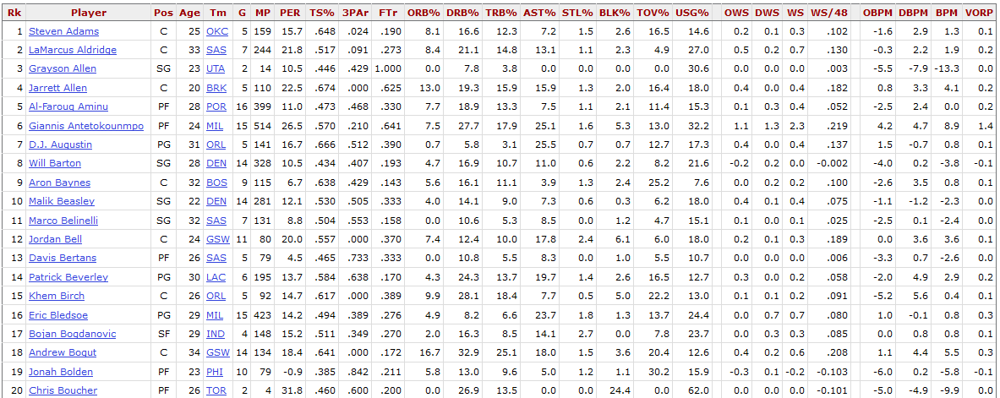 Rk Player Pos Age Tm G MP PER TS% 3PAr FTr ORB% DRB% TRB% AST% STL% BLK% TOV% USG% OWS DWS WS WS/48 OBPM DBPM BPM VORP
1 Steven Adams C 25 OKC 5 159 15.7 .648 .024 .190 8.1 16.6 12.3 7.2 1.5 2.6 16.5 14.6 0.2 0.1 0.3 .102 -1.6 2.9 1.3 0.1
2 LaMarcus Aldridge C 33 SAS 7 244 21.8 .517 .091 .273 8.4 21.1 14.8 13.1 1.1 2.3 4.9 27.0 0.5 0.2 0.7 .130 -0.3 2.2 1.9 0.2
3 Grayson Allen SG 23 UTA 2 14 10.5 .446 .429 1.000 0.0 7.8 3.8 0.0 0.0 0.0 0.0 30.6 0.0 0.0 0.0 .003 -5.5 -7.9 -13.3 0.0
4 Jarrett Allen C 20 BRK 5 110 22.5 .674 .000 .625 13.0 19.3 15.9 15.9 1.3 2.0 16.4 18.0 0.4 0.0 0.4 .182 0.8 3.3 4.1 0.2
5 Al-Farouq Aminu PF 28 POR 16 399 11.0 .473 .468 .330 7.7 18.9 13.3 7.5 1.1 2.1 11.4 15.3 0.1 0.3 0.4 .052 -2.5 2.4 0.0 0.2
6 Giannis Antetokounmpo PF 24 MIL 15 514 26.5 .570 .210 .641 7.5 27.7 17.9 25.1 1.6 5.3 13.0 32.2 1.1 1.3 2.3 .219 4.2 4.7 8.9 1.4
7 D.J. Augustin PG 31 ORL 5 141 16.7 .666 .512 .390 0.7 5.8 3.1 25.5 0.7 0.7 12.7 17.3 0.4 0.0 0.4 .137 1.5 -0.7 0.8 0.1
8 Will Barton SG 28 DEN 14 328 10.5 .434 .407 .193 4.7 16.9 10.7 11.0 0.6 2.2 8.2 21.6 -0.2 0.2 0.0 -0.002 -4.0 0.2 -3.8 -0.1
9 Aron Baynes C 32 BOS 9 115 6.7 .638 .429 .143 5.6 16.1 11.1 3.9 1.3 2.4 25.2 7.6 0.0 0.2 0.2 .100 -2.6 3.5 0.8 0.1
10 Malik Beasley SG 22 DEN 14 281 12.1 .530 .505 .333 4.0 14.1 9.0 7.3 0.6 0.3 6.2 18.0 0.4 0.1 0.4 .075 -1.1 -1.2 -2.3 0.0
11 Marco Belinelli SG 32 SAS 7 131 8.8 .504 .553 .158 0.0 10.6 5.3 8.5 0.0 1.2 4.7 15.1 0.0 0.0 0.1 .025 -2.5 0.1 -2.4 0.0
12 Jordan Bell C 24 GSW 11 80 20.0 .557 .000 .370 7.4 12.4 10.0 17.8 2.4 6.1 6.0 18.0 0.2 0.1 0.3 .189 0.0 3.6 3.6 0.1
13 Davis Bertans PF 26 SAS 5 79 4.5 .465 .733 .333 0.0 10.8 5.5 8.3 0.0 1.0 5.5 10.7 0.0 0.0 0.0 .006 -3.3 0.7 -2.6 0.0
14 Patrick Beverley PG 30 LAC 6 195 13.7 .584 .638 .170 4.3 24.3 13.7 19.7 1.4 2.6 16.5 12.7 0.3 0.0 0.2 .058 -2.0 4.9 2.9 0.2
15 Khem Birch C 26 ORL 5 92 14.7 .617 .000 .389 9.9 28.1 18.4 7.7 0.5 5.0 22.2 13.0 0.1 0.1 0.2 .091 -5.2 5.6 0.4 0.1
16 Eric Bledsoe PG 29 MIL 15 423 14.2 .494 .389 .276 4.9 8.2 6.6 23.7 1.8 1.3 13.7 24.4 0.0 0.7 0.7 .080 1.0 -0.1 0.8 0.3
17 Bojan Bogdanovic SF 29 IND 4 148 15.2 .511 .349 .270 2.0 16.3 8.5 14.1 2.7 0.0 7.8 23.7 0.0 0.3 0.3 .085 0.0 0.8 0.8 0.1
18 Andrew Bogut C 34 GSW 14 134 18.4 .641 .000 .172 16.7 32.9 25.1 18.0 1.5 3.6 20.4 12.6 0.4 0.2 0.6 .208 1.1 4.4 5.5 0.3
19 Jonah Bolden PF 23 PHI 10 79 -0.9 .385 .842 .211 5.8 13.0 9.6 5.0 1.2 1.1 30.2 15.9 -0.3 0.1 -0.2 -0.103 -6.0 0.2 -5.8 -0.1
20 Chris Boucher PF 26 TOR 2 4 31.8 .460 .600 .200 0.0 26.9 13.5 0.0 0.0 24.4 0.0 62.0 0.0 0.0 0.0 -0.101 -5.0 -4.9 -9.9 0.0